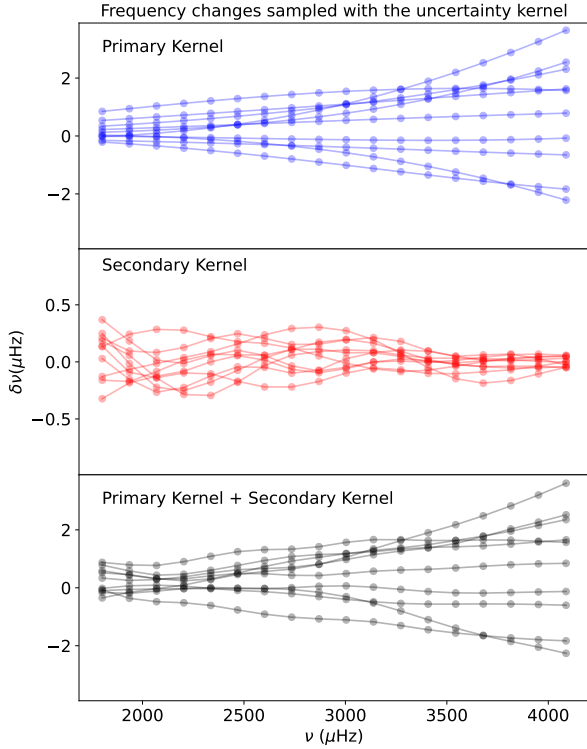 Frequency changes sampled with the uncertainty kernel
Primary Kernel
2
0
−2
Secondary Kernel
0.5
0.0
−0.5
δν(μHz)
Primary Kernel + Secondary Kernel
2
0
−2
2000 2500 3000 3500 4000
ν (μHz)